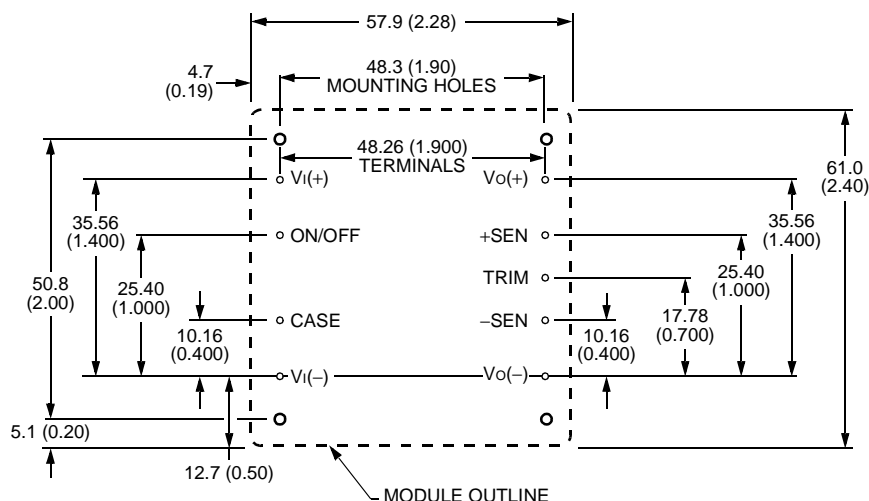 57.9 (2.28)
4.7
(0.19)
48.3 (1.90)
MOUNTING HOLES
48.26 (1.900)
TERMINALS
VI(+)
VO(+)
61.0
(2.40)
35.56
(1.400)
35.56
(1.400)
ON/OFF
+SEN
50.8
(2.00)
25.40
(1.000)
25.40
(1.000)
TRIM
17.78
(0.700)
CASE
−SEN
10.16
(0.400)
10.16
(0.400)
VI(−)
VO(−)
5.1 (0.20)
12.7 (0.50)
MODULE OUTLINE